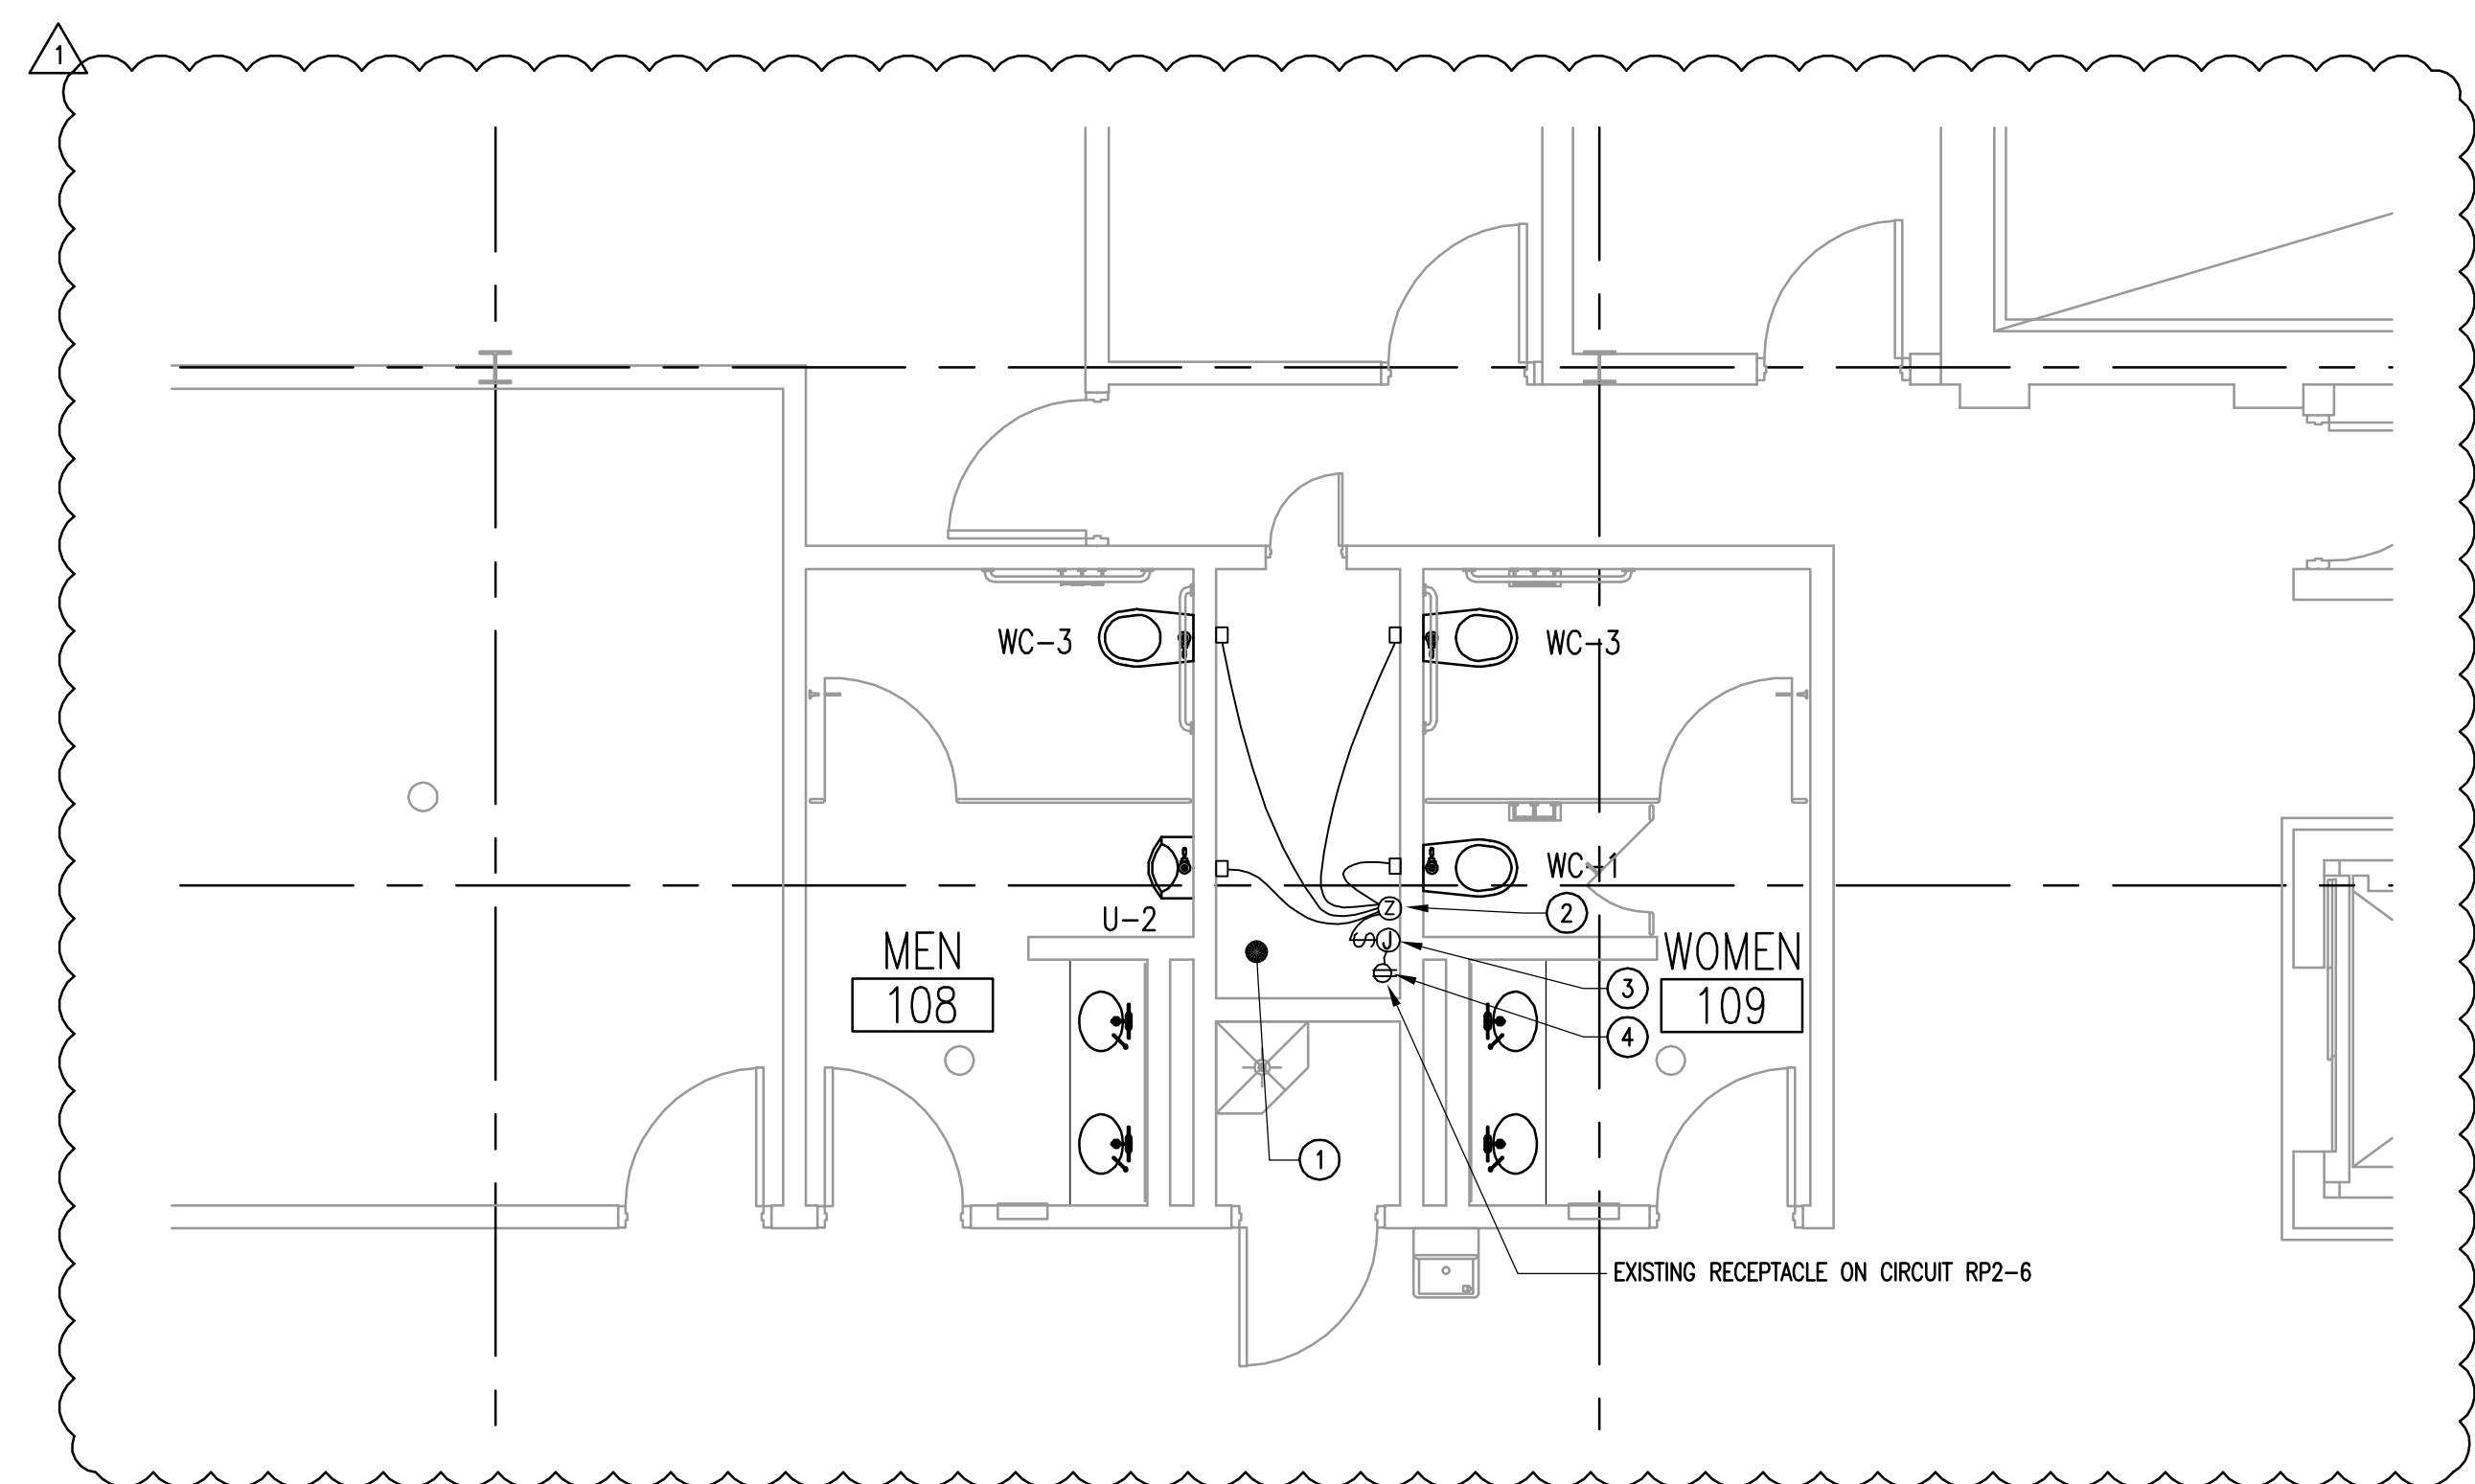 1
WC-3
WC-3
WC-1
U-2
Z
2
S J
MEN
108
WOMEN
109
3
4
1
EXISTING RECEPTACLE ON CIRCUIT RP2-6